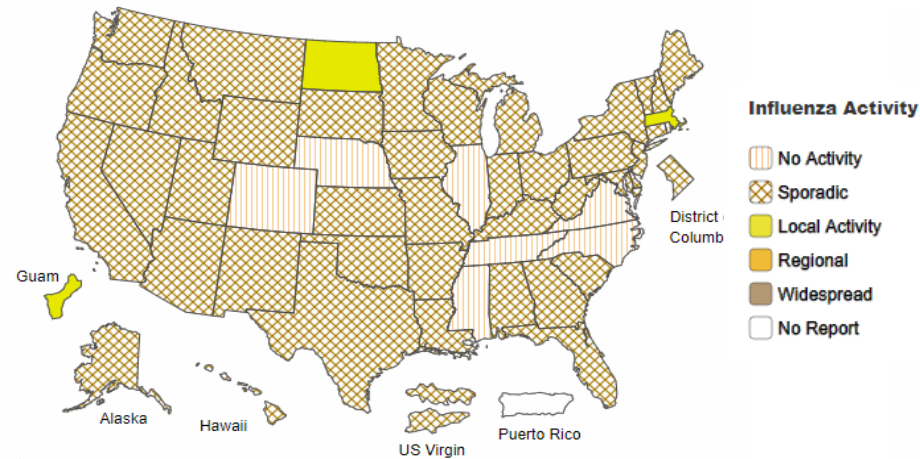 Influenza Activity
No Activity
Sporadic
Local Activity
Regional
Widespread
No Report
District
Columb
Guam
Alaska
Hawaii
US Virgin
Puerto Rico